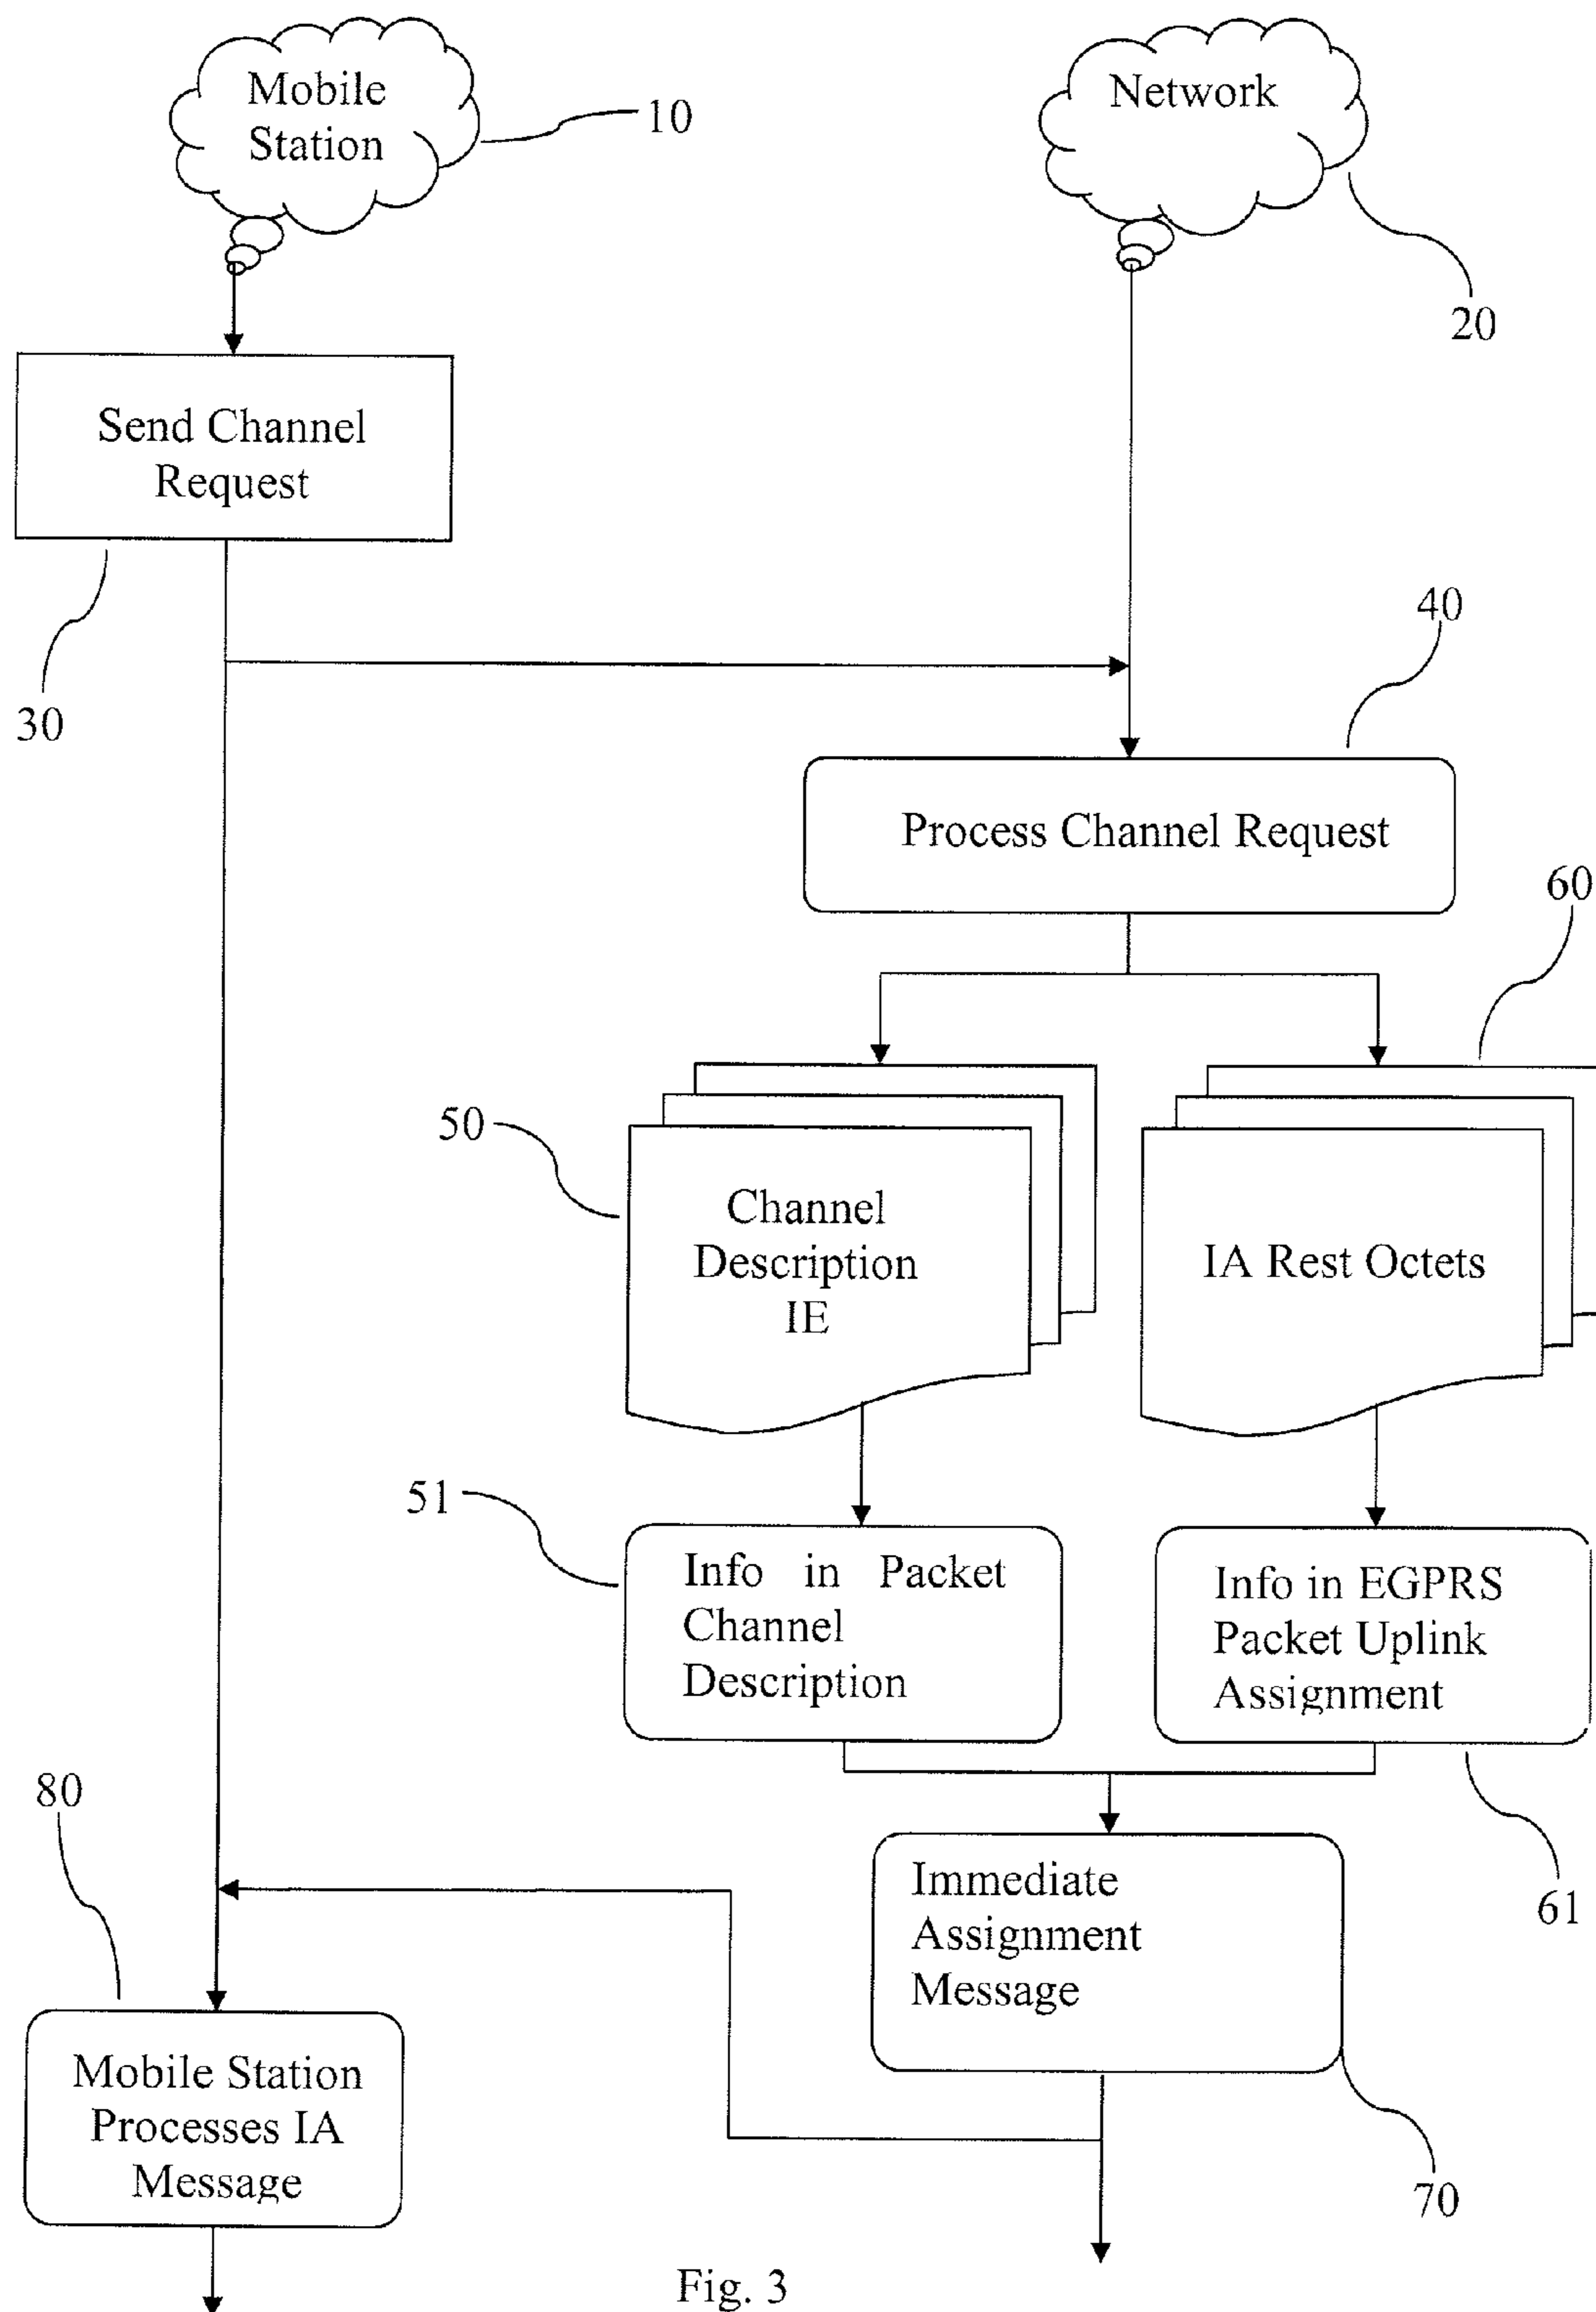 Mobile
Station
10
Network
20
Send Channel
Request
30
40
Process Channel Request
60
50
Channel
Description
IE
IA Rest Octets
51
Info in Packet
Channel
Description
Info in EGPRS
Packet Uplink
Assignment
61
80
Immediate
Assignment
Message
70
Mobile Station
Processes IA
Message
Fig. 3